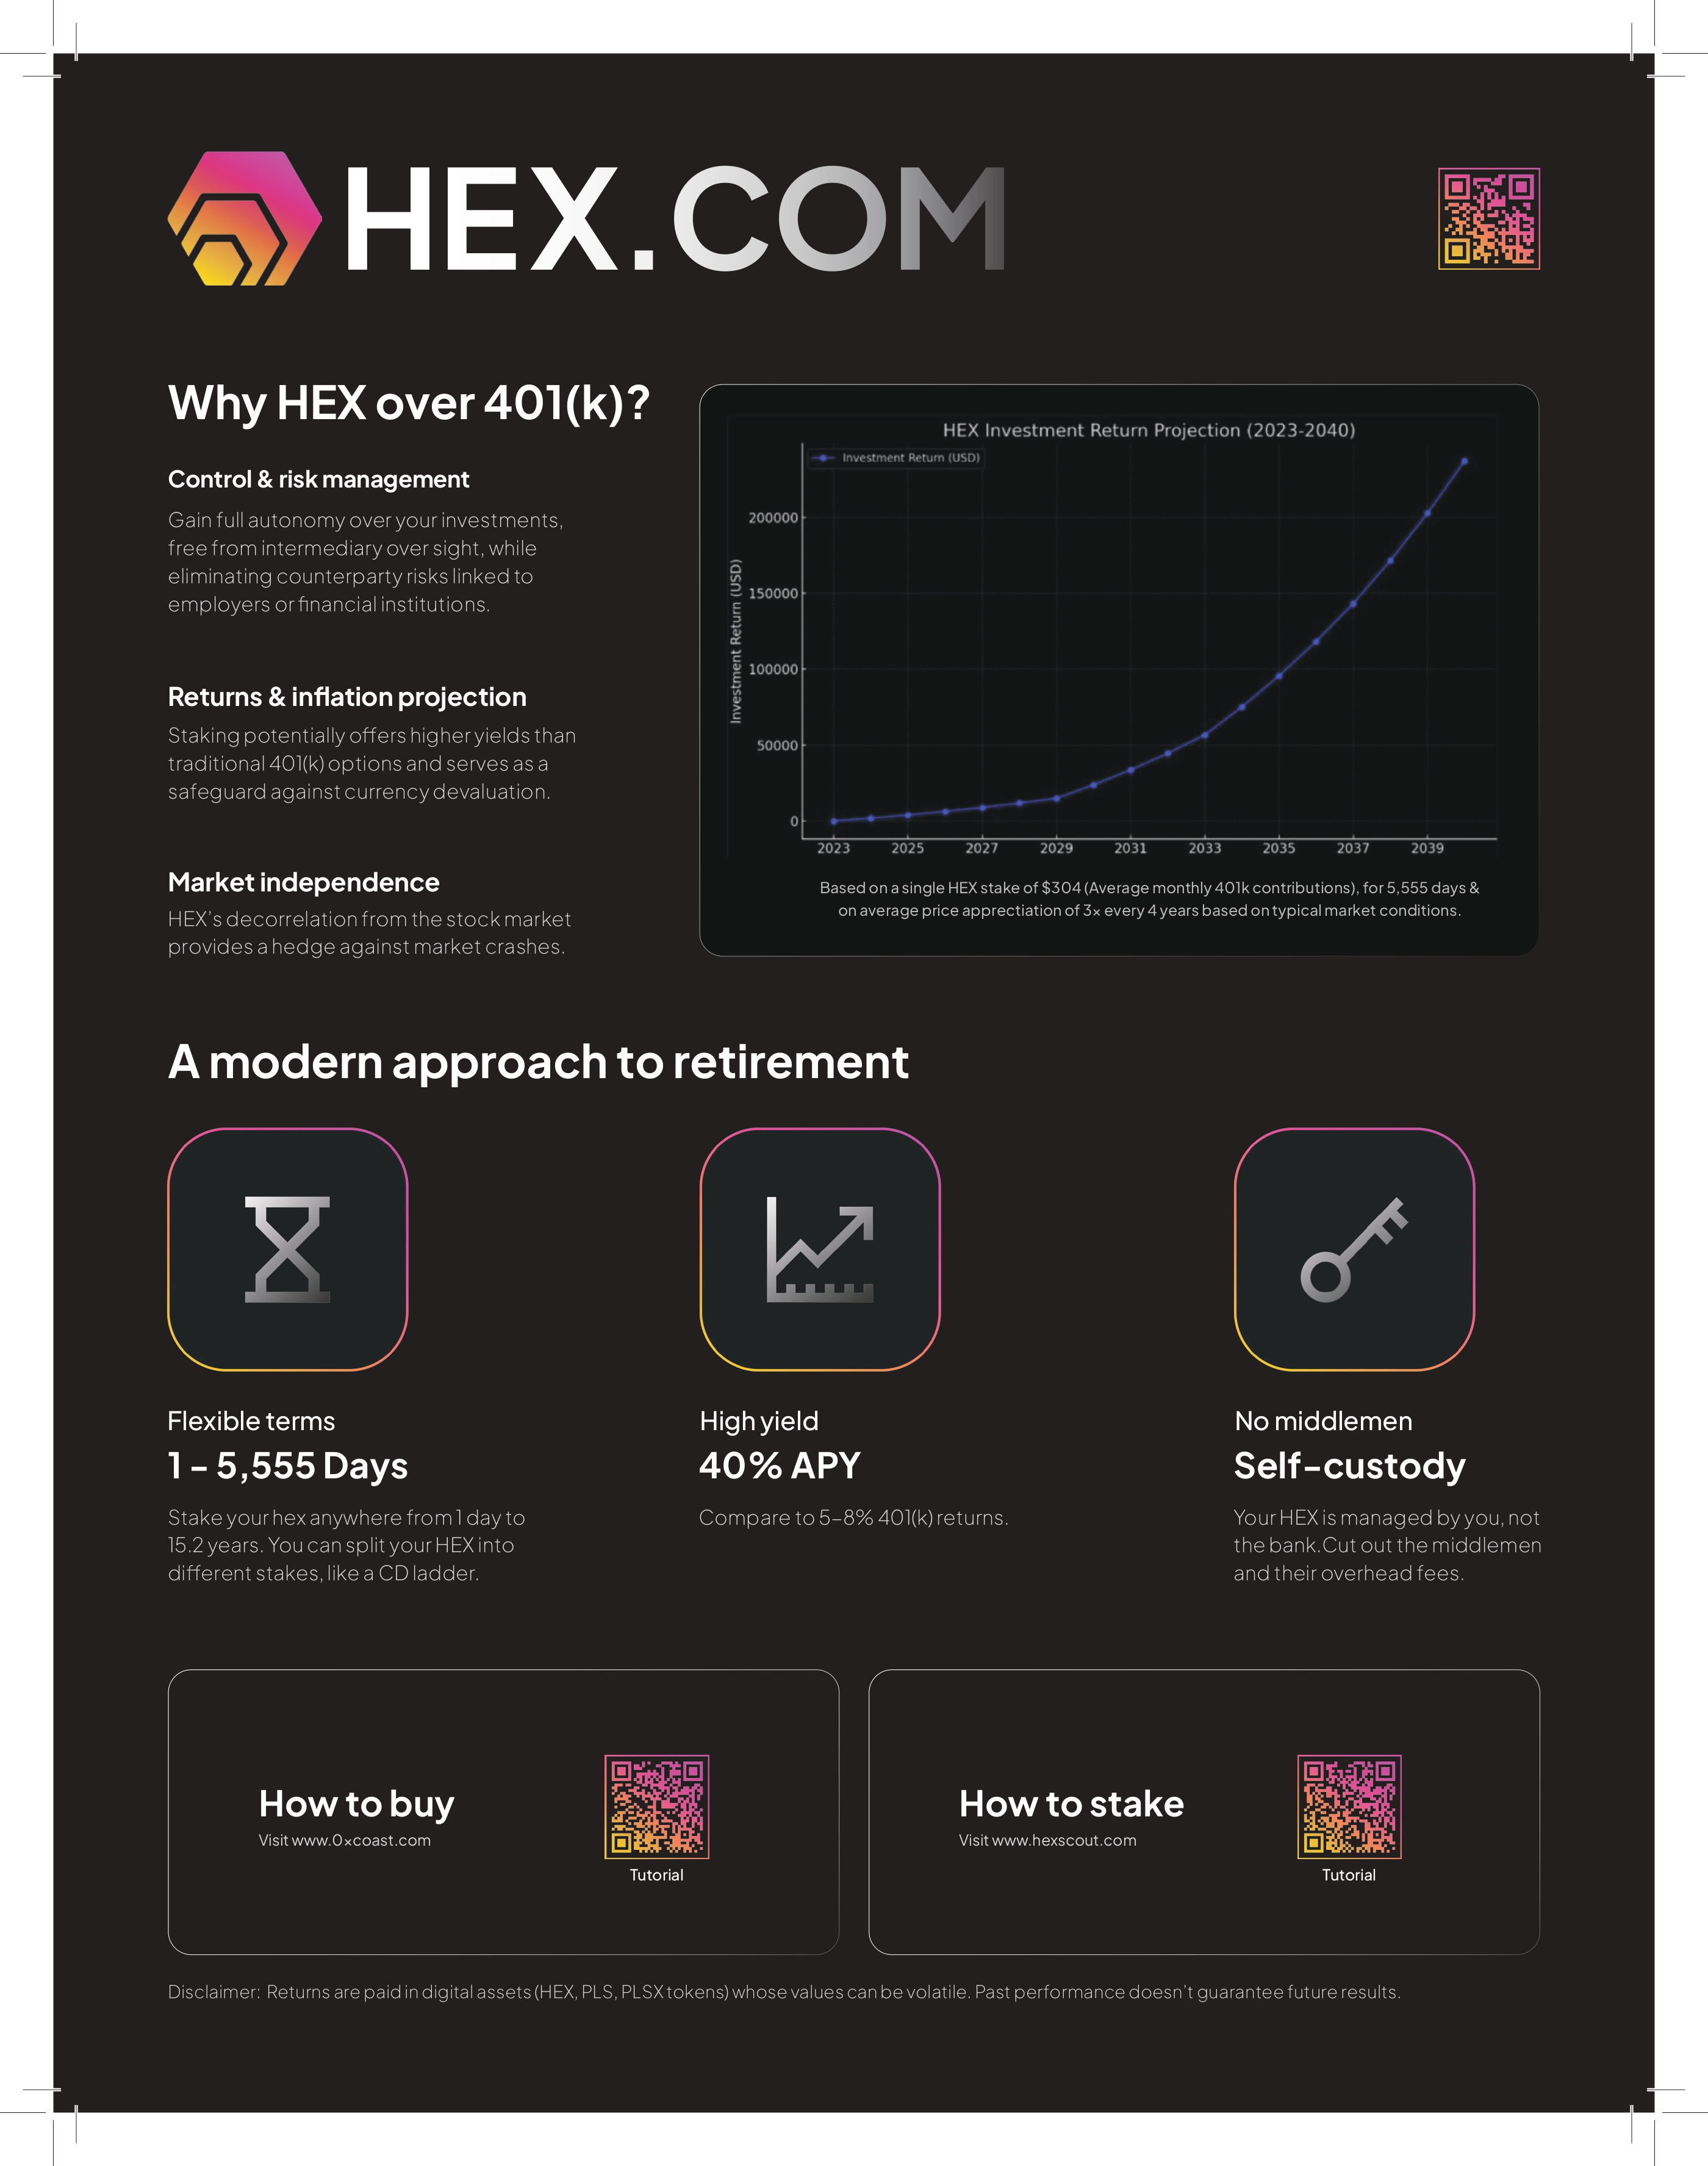 HEX.COM
Why HEX over 401(k)?
Control & risk management
Gain full autonomy over your investments,
free from intermediary over sight, while
eliminating counterparty risks linked to
employers or financial institutions.
Returns & inflation projection
Staking potentially offers higher yields than
traditional 401(k) options and serves as a
safeguard against currency devaluation.
Market independence
HEX's decorrelation from the stock market
provides a hedge against market crashes.
HEX Investment Return Projection (2023-2040)
Investment Return (USD)
Investment Return (USD)
200000
150000
100000
50000
0
2023 2025 2027 2029 2031 2033 2035 2037 2039
Based on a single HEX stake of $304 (Average monthly 401k contributions), for 5,555 days &
on average price apprectiation of 3x every 4 years based on typical market conditions.
A modern approach to retirement
Flexible terms
1 – 5,555 Days
Stake your hex anywhere from 1 day to
15.2 years. You can split your HEX into
different stakes, like a CD ladder.
High yield
40% APY
Compare to 5–8% 401(k) returns.
No middlemen
Self-custody
Your HEX is managed by you, not
the bank.Cut out the middlemen
and their overhead fees.
How to buy
Visit www.0xcoast.com
Tutorial
How to stake
Visit www.hexscout.com
Tutorial
Disclaimer: Returns are paid in digital assets (HEX, PLS, PLSX tokens) whose values can be volatile. Past performance doesn't guarantee future results.